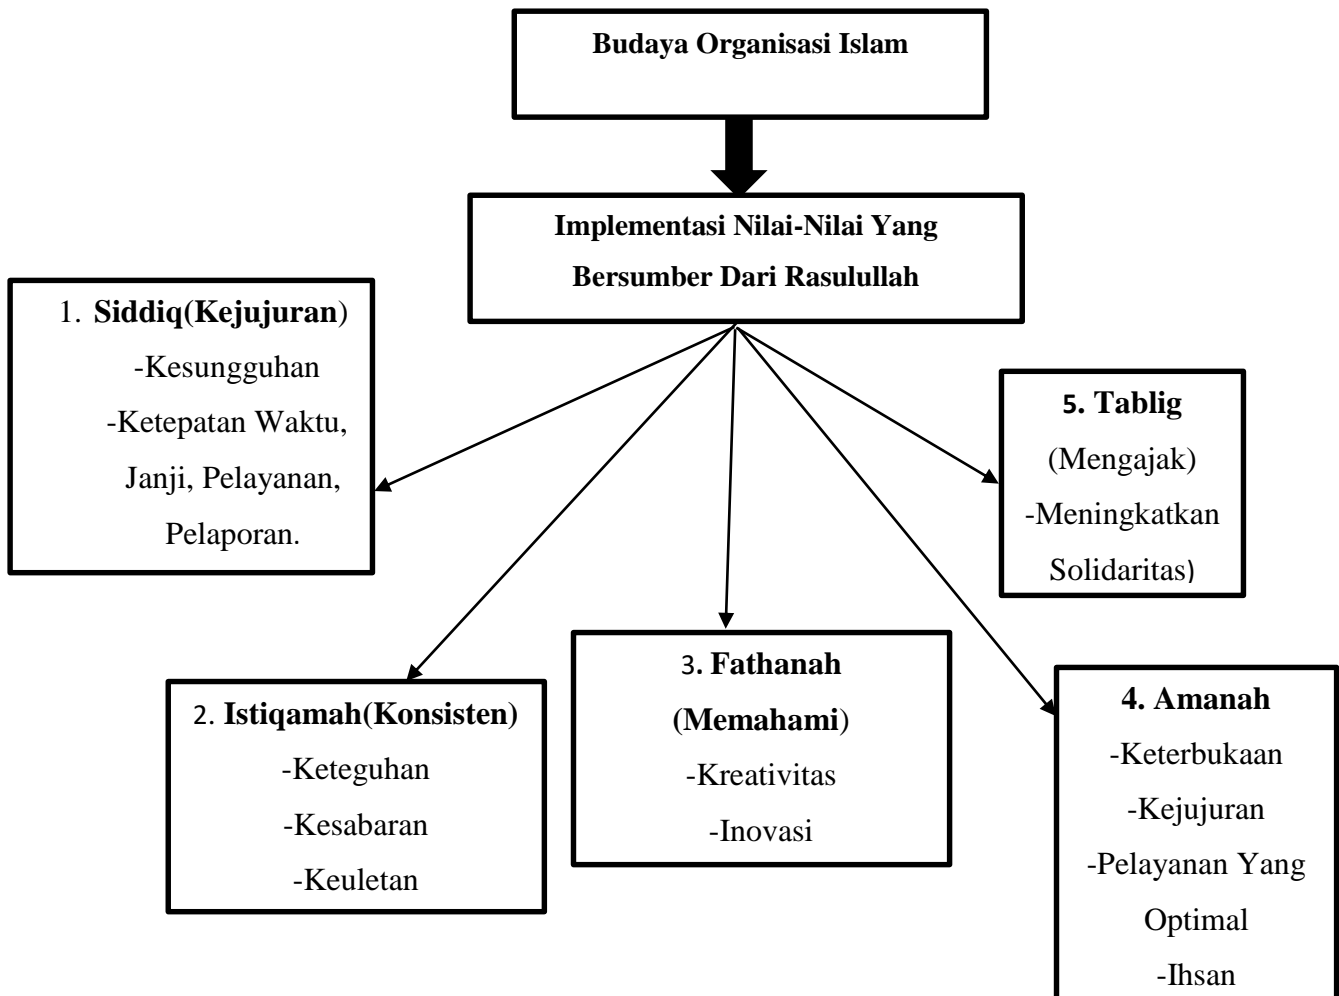 Budaya Organisasi Islam
Implementasi Nilai-Nilai Yang
Bersumber Dari Rasulullah
1. Siddiq(Kejujuran)
-Kesungguhan
-Ketepatan Waktu,
Janji, Pelayanan,
Pelaporan.
2. Istiqamah(Konsisten)
-Keteguhan
-Kesabaran
-Keuletan
3. Fathanah
(Memahami)
-Kreativitas
-Inovasi
4. Amanah
-Keterbukaan
-Kejujuran
-Pelayanan Yang
Optimal
-Ihsan
5. Tablig
(Mengajak)
-Meningkatkan
Solidaritas)